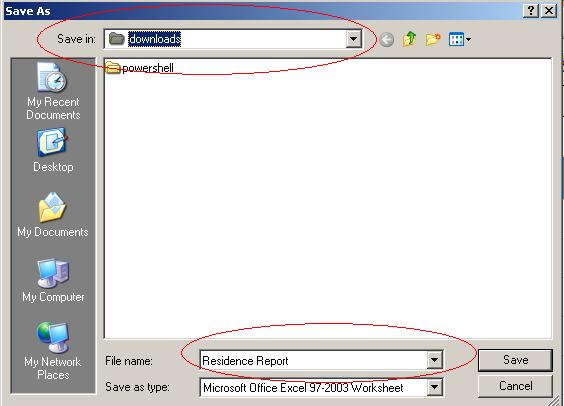 Save As
Save in:
downloads
powershell
My Recent
Documents
Desktop
My Documents
My Computer
My Network
Places
File name:
Residence Report
Save
Save as type:
Microsoft Office Excel 97-2003 Worksheet
Cancel